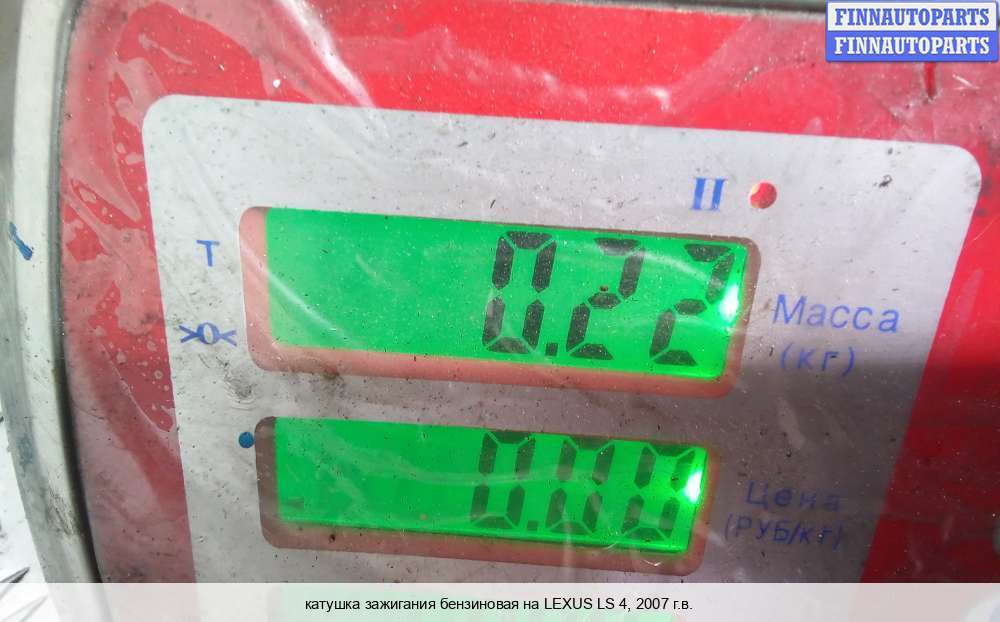 FINNAUTOPARTS
FINNAUTOPARTS
II
T
0.22
Масса
(кг)
>0<
0.00
Цена
(РУБ/кг)
катушка зажигания бензиновая на LEXUS LS 4, 2007 г.в.